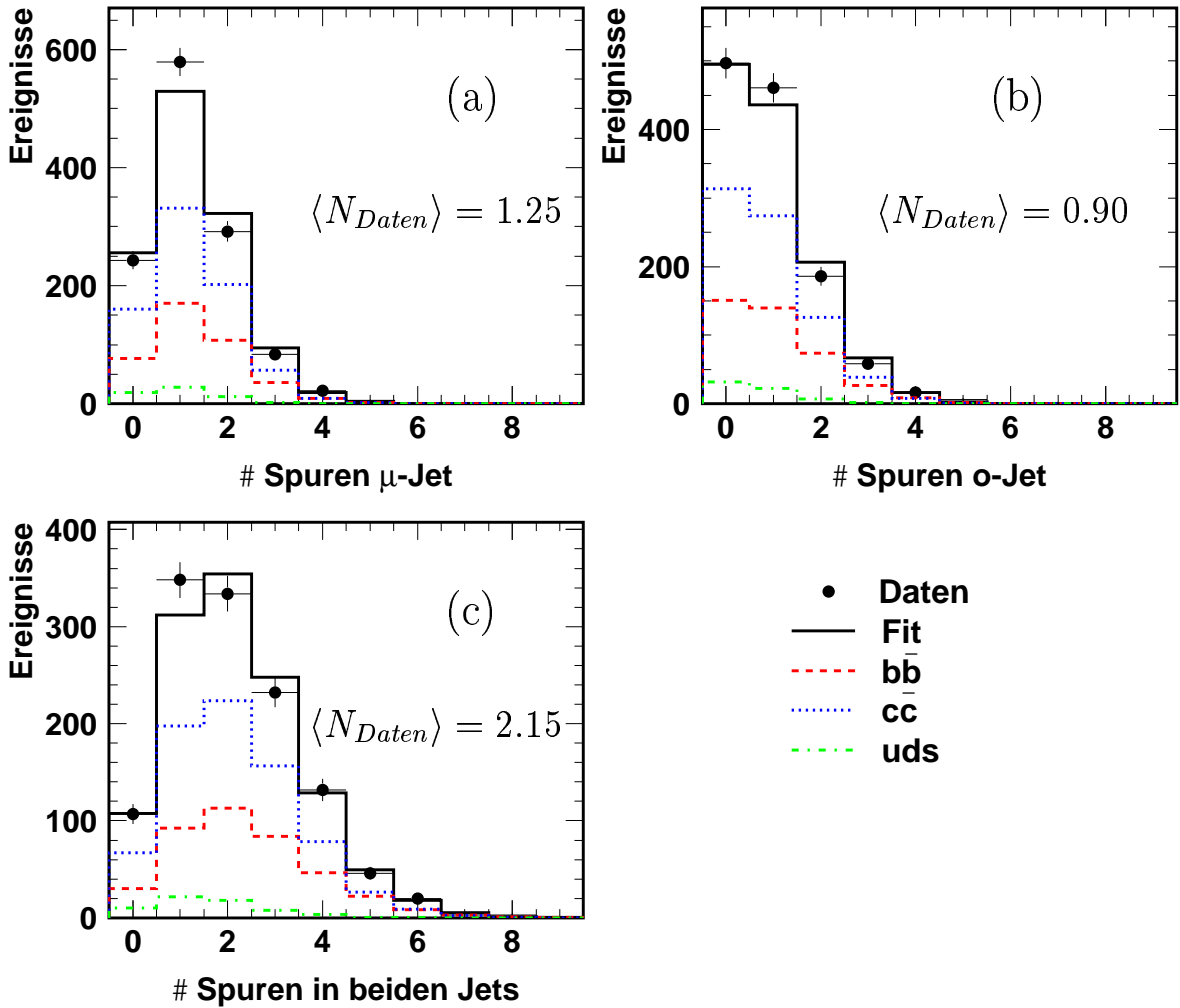 Ereignisse
600
400
200
0
(a)
⟨N_Daten⟩ = 1.25
0 2 4 6 8
# Spuren μ-Jet
Ereignisse
400
200
0
(b)
⟨N_Daten⟩ = 0.90
0 2 4 6 8
# Spuren o-Jet
Ereignisse
400
300
200
100
0
(c)
⟨N_Daten⟩ = 2.15
0 2 4 6 8
# Spuren in beiden Jets
Daten
Fit
bb̄
cc̄
uds